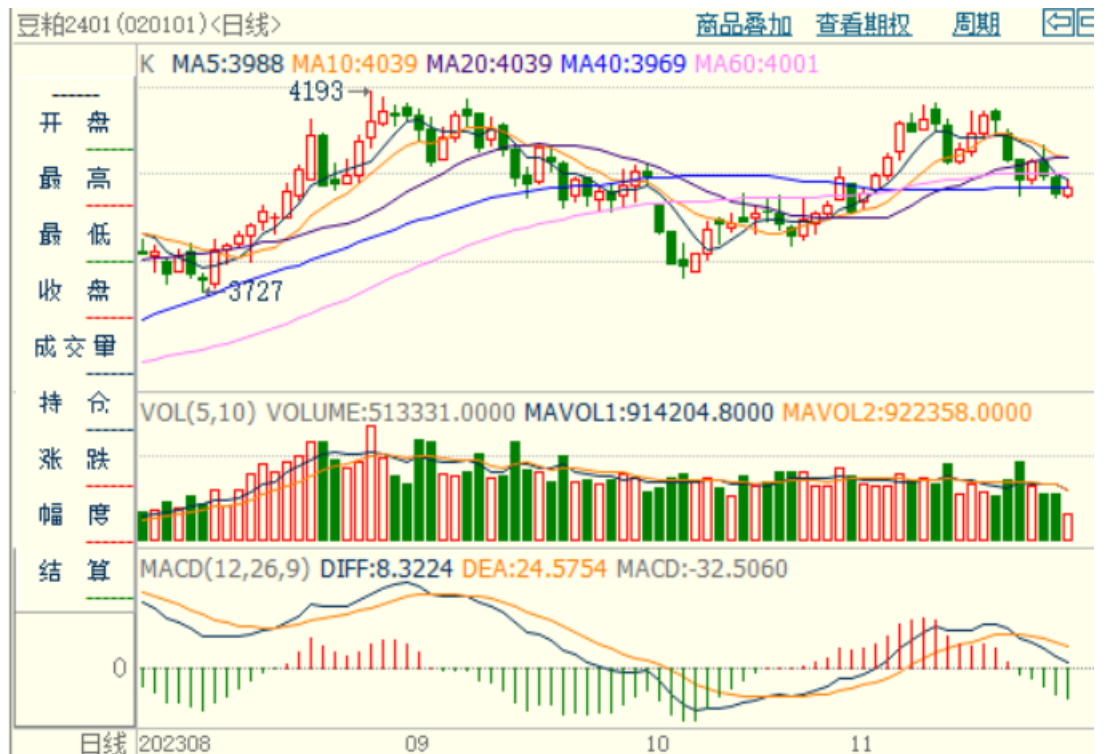 豆粕2401(020101)<日线> 商品叠加 查看期权 周期
K MA5:3988 MA10:4039 MA20:4039 MA40:3969 MA60:4001
4193
开盘
最高
最低
收盘
3727
成交量
持仓
VOL(5,10) VOLUME:513331.0000 MAVOL1:914204.8000 MAVOL2:922358.0000
涨跌
幅度
结算
MACD(12,26,9) DIFF:8.3224 DEA:24.5754 MACD:-32.5060
0
日线 202308 09 10 11